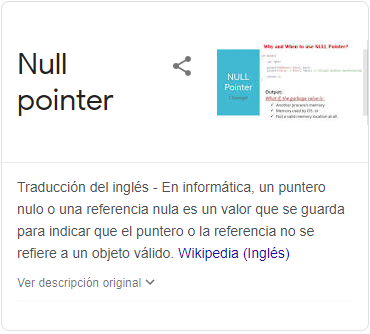 Null
pointer
Why and When to use NULL Pointer?
NULL
Pointer
Output:
What if, the garbage value is:
✓ Another process's memory.
✓ Memory used by OS. or
✓ Not a valid memory location at all.
Traducción del inglés - En informática, un puntero
nulo o una referencia nula es un valor que se guarda
para indicar que el puntero o la referencia no se
refiere a un objeto válido. Wikipedia (Inglés)
Ver descripción original